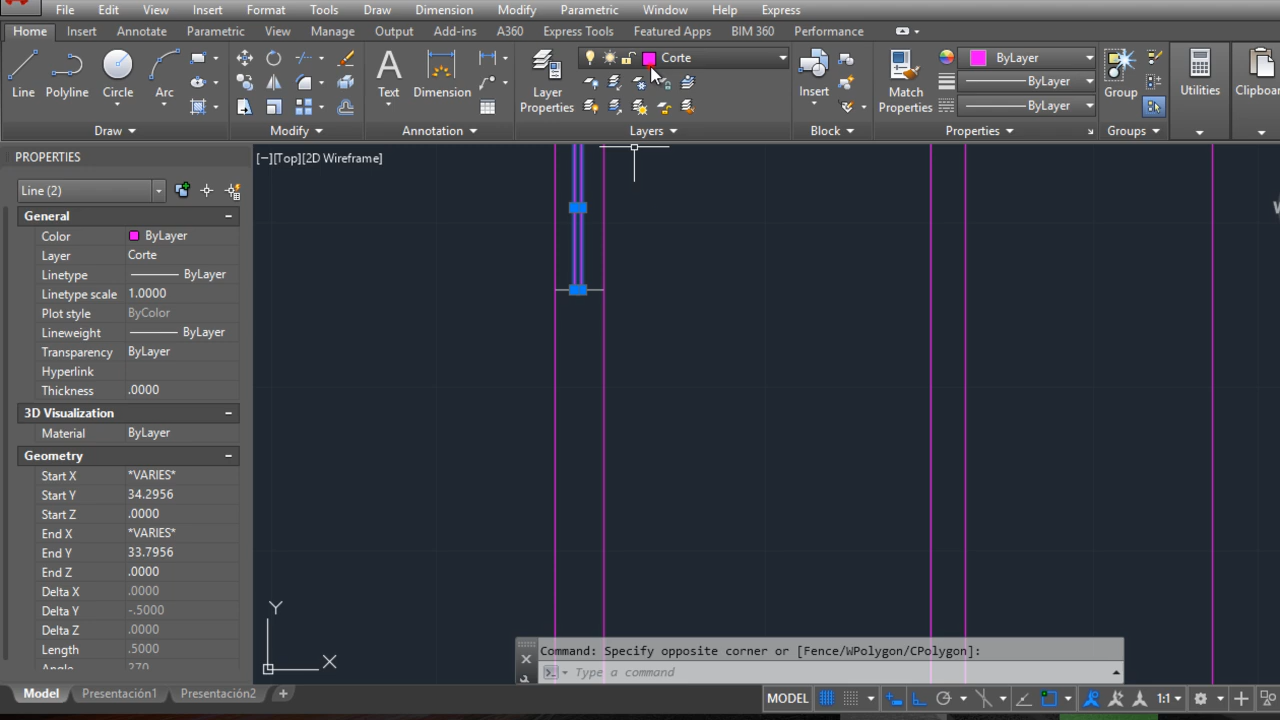 File Edit View Insert Format Tools Draw Dimension Modify Parametric Window Help Express
Home Insert Annotate Parametric View Manage Output Add-ins A360 Express Tools Featured Apps BIM 360 Performance
Corte ByLayer
ByLayer
ByLayer
Line Polyline Circle Arc Text Dimension Layer Properties Insert Match Properties Group Utilities Clipboa
Draw Modify Annotation Layers Block Properties Groups
PROPERTIES
[−][Top][2D Wireframe]
Line (2)
General
Color ByLayer
Layer Corte
Linetype ByLayer
Linetype scale 1.0000
Plot style ByColor
Lineweight ByLayer
Transparency ByLayer
Hyperlink
Thickness .0000
3D Visualization
Material ByLayer
Geometry
Start X *VARIES*
Start Y 34.2956
Start Z .0000
End X *VARIES*
End Y 33.7956
End Z .0000
Delta X .0000
Delta Y -.5000
Delta Z .0000
Length .5000
Angle 270
W
Y
X
Command: Specify opposite corner or [Fence/WPolygon/CPolygon]:
Type a command
Model Presentación1 Presentación2 +
MODEL 1:1